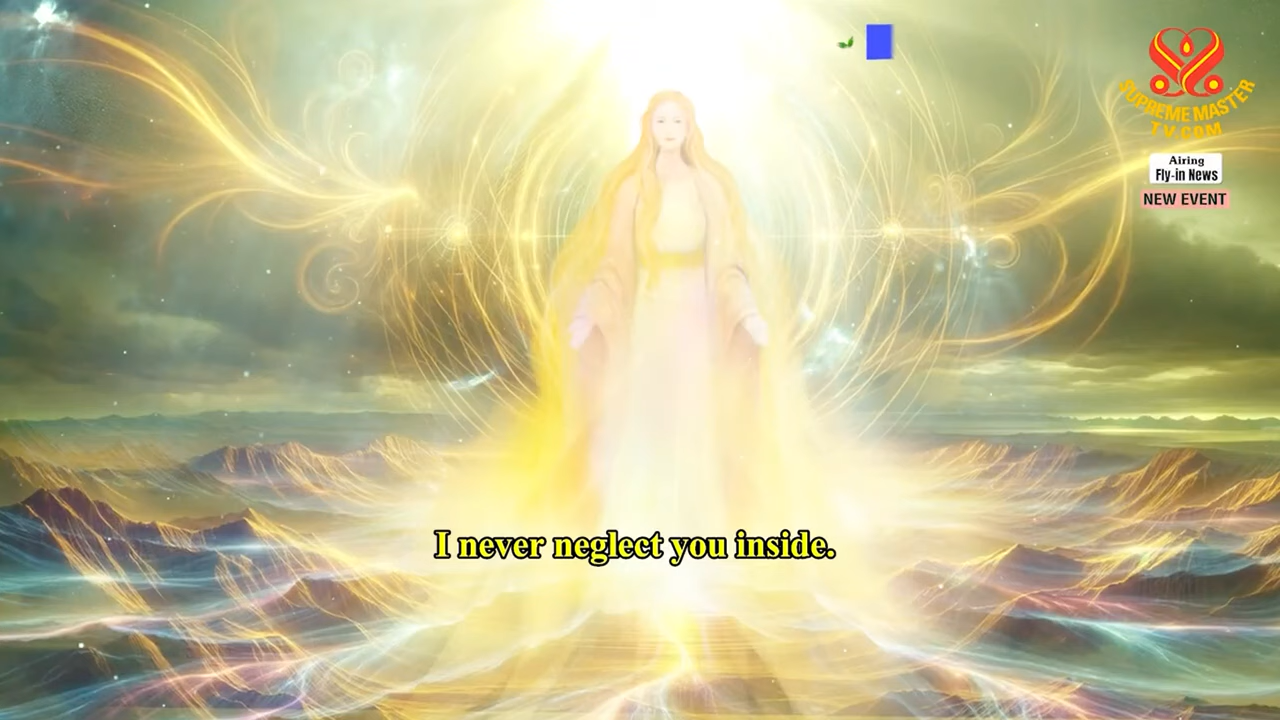 SUPREME MASTER
TV.COM
Airing
Fly-in News
NEW EVENT
I never neglect you inside.